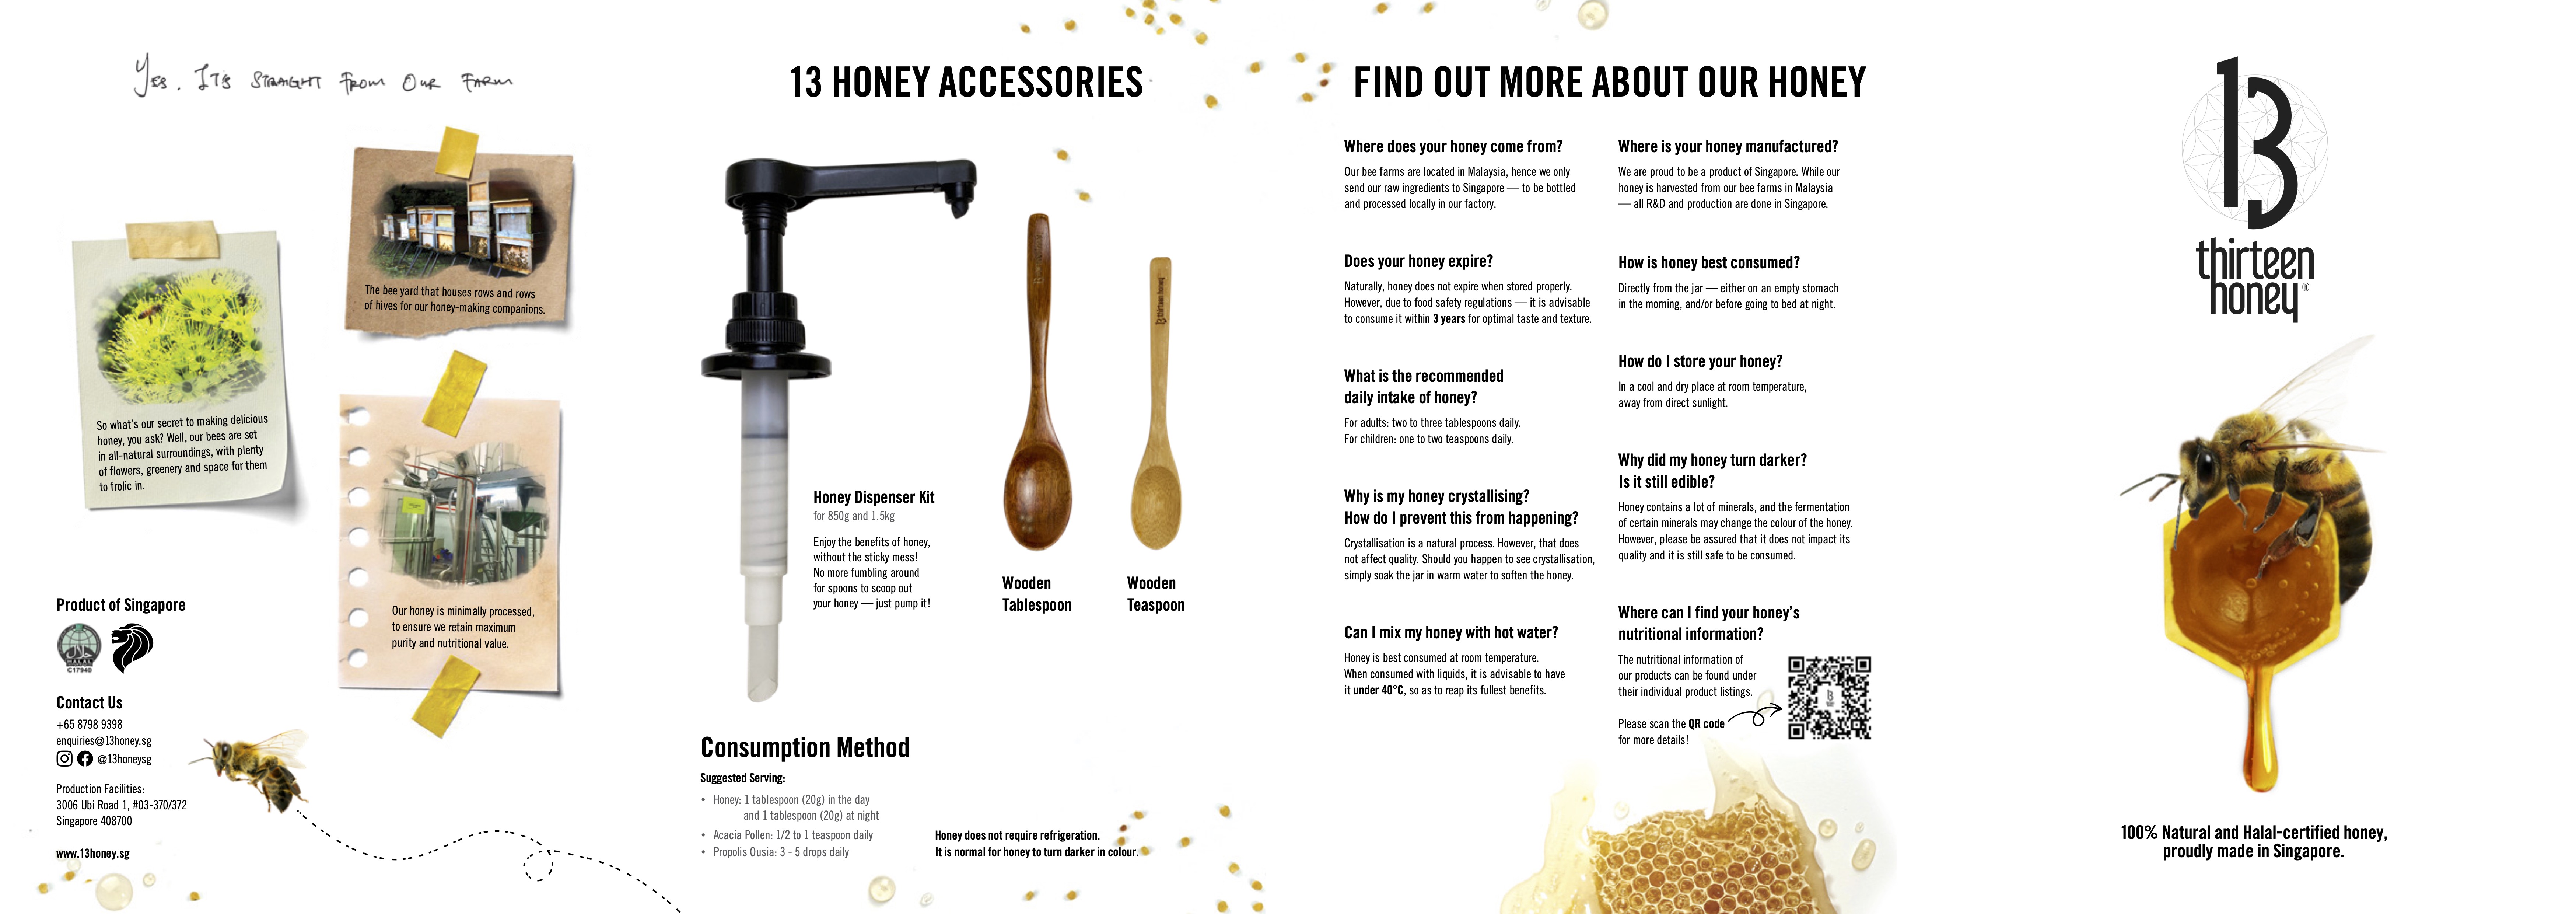 Yes. It's Straight From Our Farm
The bee yard that houses rows and rows
of hives for our honey-making companions.
So what's our secret to making delicious
honey, you ask? Well, our bees are set
in all-natural surroundings, with plenty
of flowers, greenery and space for them
to frolic in.
Our honey is minimally processed,
to ensure we retain maximum
purity and nutritional value.
Product of Singapore
HALAL
C17940
Contact Us
+65 8798 9398
enquiries@13honey.sg
@13honeysg
Production Facilities:
3006 Ubi Road 1, #03-370/372
Singapore 408700
www.13honey.sg
13 HONEY ACCESSORIES
Honey Dispenser Kit
for 850g and 1.5kg
Enjoy the benefits of honey,
without the sticky mess!
No more fumbling around
for spoons to scoop out
your honey — just pump it!
13 thirteen honey
Wooden
Tablespoon
Wooden
Teaspoon
Consumption Method
Suggested Serving:
• Honey: 1 tablespoon (20g) in the day
and 1 tablespoon (20g) at night
• Acacia Pollen: 1/2 to 1 teaspoon daily
• Propolis Ousia: 3 - 5 drops daily
Honey does not require refrigeration.
It is normal for honey to turn darker in colour.
FIND OUT MORE ABOUT OUR HONEY
Where does your honey come from?
Our bee farms are located in Malaysia, hence we only
send our raw ingredients to Singapore — to be bottled
and processed locally in our factory.
Does your honey expire?
Naturally, honey does not expire when stored properly.
However, due to food safety regulations — it is advisable
to consume it within 3 years for optimal taste and texture.
What is the recommended
daily intake of honey?
For adults: two to three tablespoons daily.
For children: one to two teaspoons daily.
Why is my honey crystallising?
How do I prevent this from happening?
Crystallisation is a natural process. However, that does
not affect quality. Should you happen to see crystallisation,
simply soak the jar in warm water to soften the honey.
Can I mix my honey with hot water?
Honey is best consumed at room temperature.
When consumed with liquids, it is advisable to have
it under 40°C, so as to reap its fullest benefits.
Where is your honey manufactured?
We are proud to be a product of Singapore. While our
honey is harvested from our bee farms in Malaysia
— all R&D and production are done in Singapore.
How is honey best consumed?
Directly from the jar — either on an empty stomach
in the morning, and/or before going to bed at night.
How do I store your honey?
In a cool and dry place at room temperature,
away from direct sunlight.
Why did my honey turn darker?
Is it still edible?
Honey contains a lot of minerals, and the fermentation
of certain minerals may change the colour of the honey.
However, please be assured that it does not impact its
quality and it is still safe to be consumed.
Where can I find your honey's
nutritional information?
The nutritional information of
our products can be found under
their individual product listings.
Please scan the QR code
for more details!
13
thirteen
honey®
100% Natural and Halal-certified honey,
proudly made in Singapore.